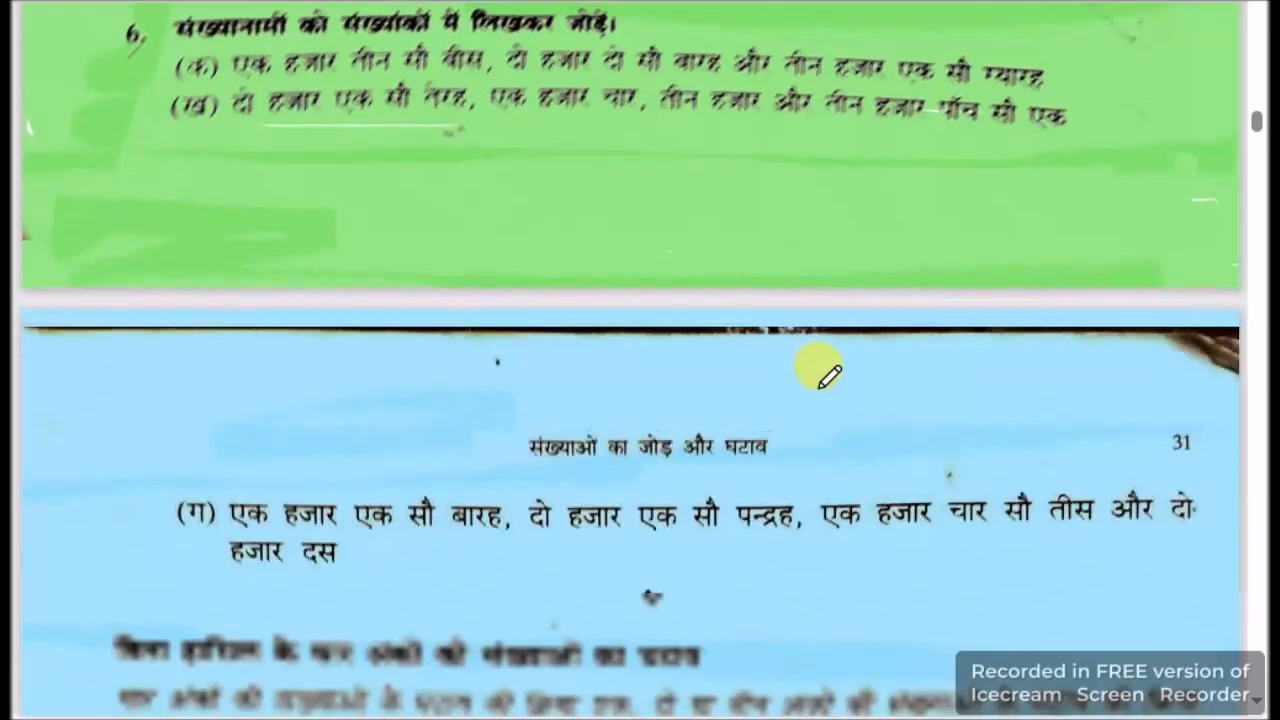 6. संख्यानामों को संख्यांकों में लिखकर जोड़ें।
(क) एक हजार तीन सौ बीस, दो हजार दो सौ बारह और तीन हजार एक सौ ग्यारह
(ख) दो हजार एक सौ तेरह, एक हजार चार, तीन हजार और तीन हजार पाँच सौ एक
संख्याओं का जोड़ और घटाव 31
(ग) एक हजार एक सौ बारह, दो हजार एक सौ पन्द्रह, एक हजार चार सौ तीस और दो
हजार दस
बिना हासिल के चार अंकों की संख्याओं का घटाव
चार अंकों की संख्याओं के घटाव की क्रिया
Recorded in FREE version of
Icecream Screen Recorder